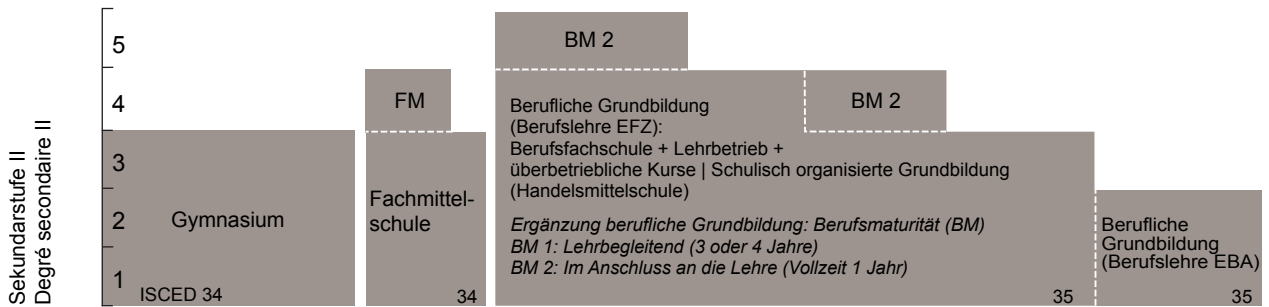 Sekundarstufe II
Degré secondaire II
5
4
3
2
1
Gymnasium
ISCED 34
FM
Fachmittel-
schule
34
BM 2
BM 2
Berufliche Grundbildung
(Berufslehre EFZ):
Berufsfachschule + Lehrbetrieb +
überbetriebliche Kurse | Schulisch organisierte Grundbildung
(Handelsmittelschule)
Ergänzung berufliche Grundbildung: Berufsmaturität (BM)
BM 1: Lehrbegleitend (3 oder 4 Jahre)
BM 2: Im Anschluss an die Lehre (Vollzeit 1 Jahr)
35
Berufliche
Grundbildung
(Berufslehre EBA)
35